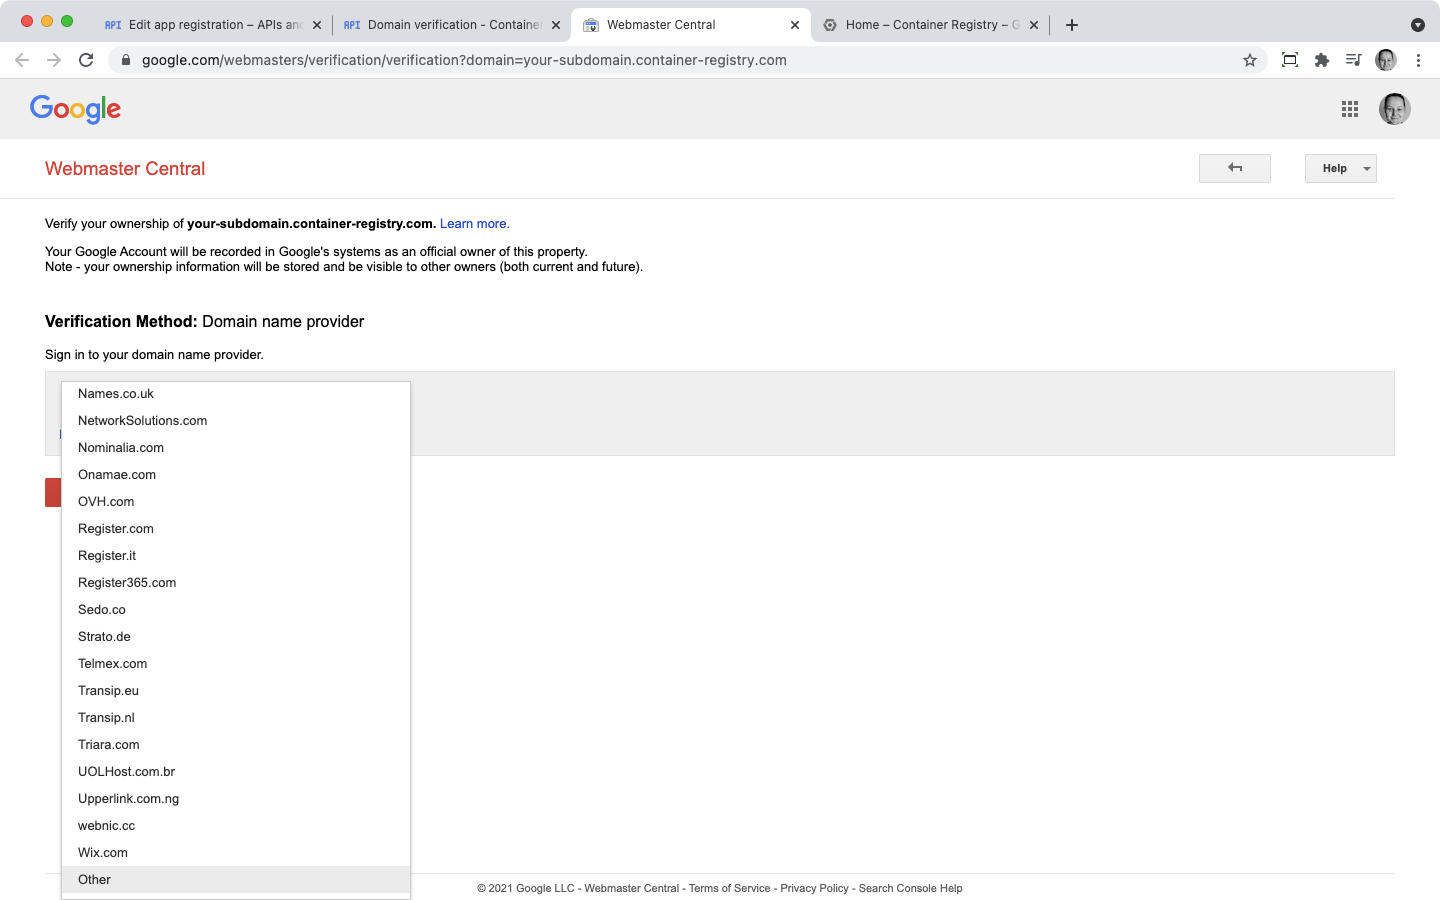 API Edit app registration – APIs and
API Domain verification - Container
Webmaster Central
Home – Container Registry – G
google.com/webmasters/verification/verification?domain=your-subdomain.container-registry.com
Google
Webmaster Central
Help
Verify your ownership of your-subdomain.container-registry.com. Learn more.
Your Google Account will be recorded in Google's systems as an official owner of this property.
Note - your ownership information will be stored and be visible to other owners (both current and future).
Verification Method: Domain name provider
Sign in to your domain name provider.
Names.co.uk
NetworkSolutions.com
Nominalia.com
Onamae.com
OVH.com
Register.com
Register.it
Register365.com
Sedo.co
Strato.de
Telmex.com
Transip.eu
Transip.nl
Triara.com
UOLHost.com.br
Upperlink.com.ng
webnic.cc
Wix.com
Other
© 2021 Google LLC - Webmaster Central - Terms of Service - Privacy Policy - Search Console Help